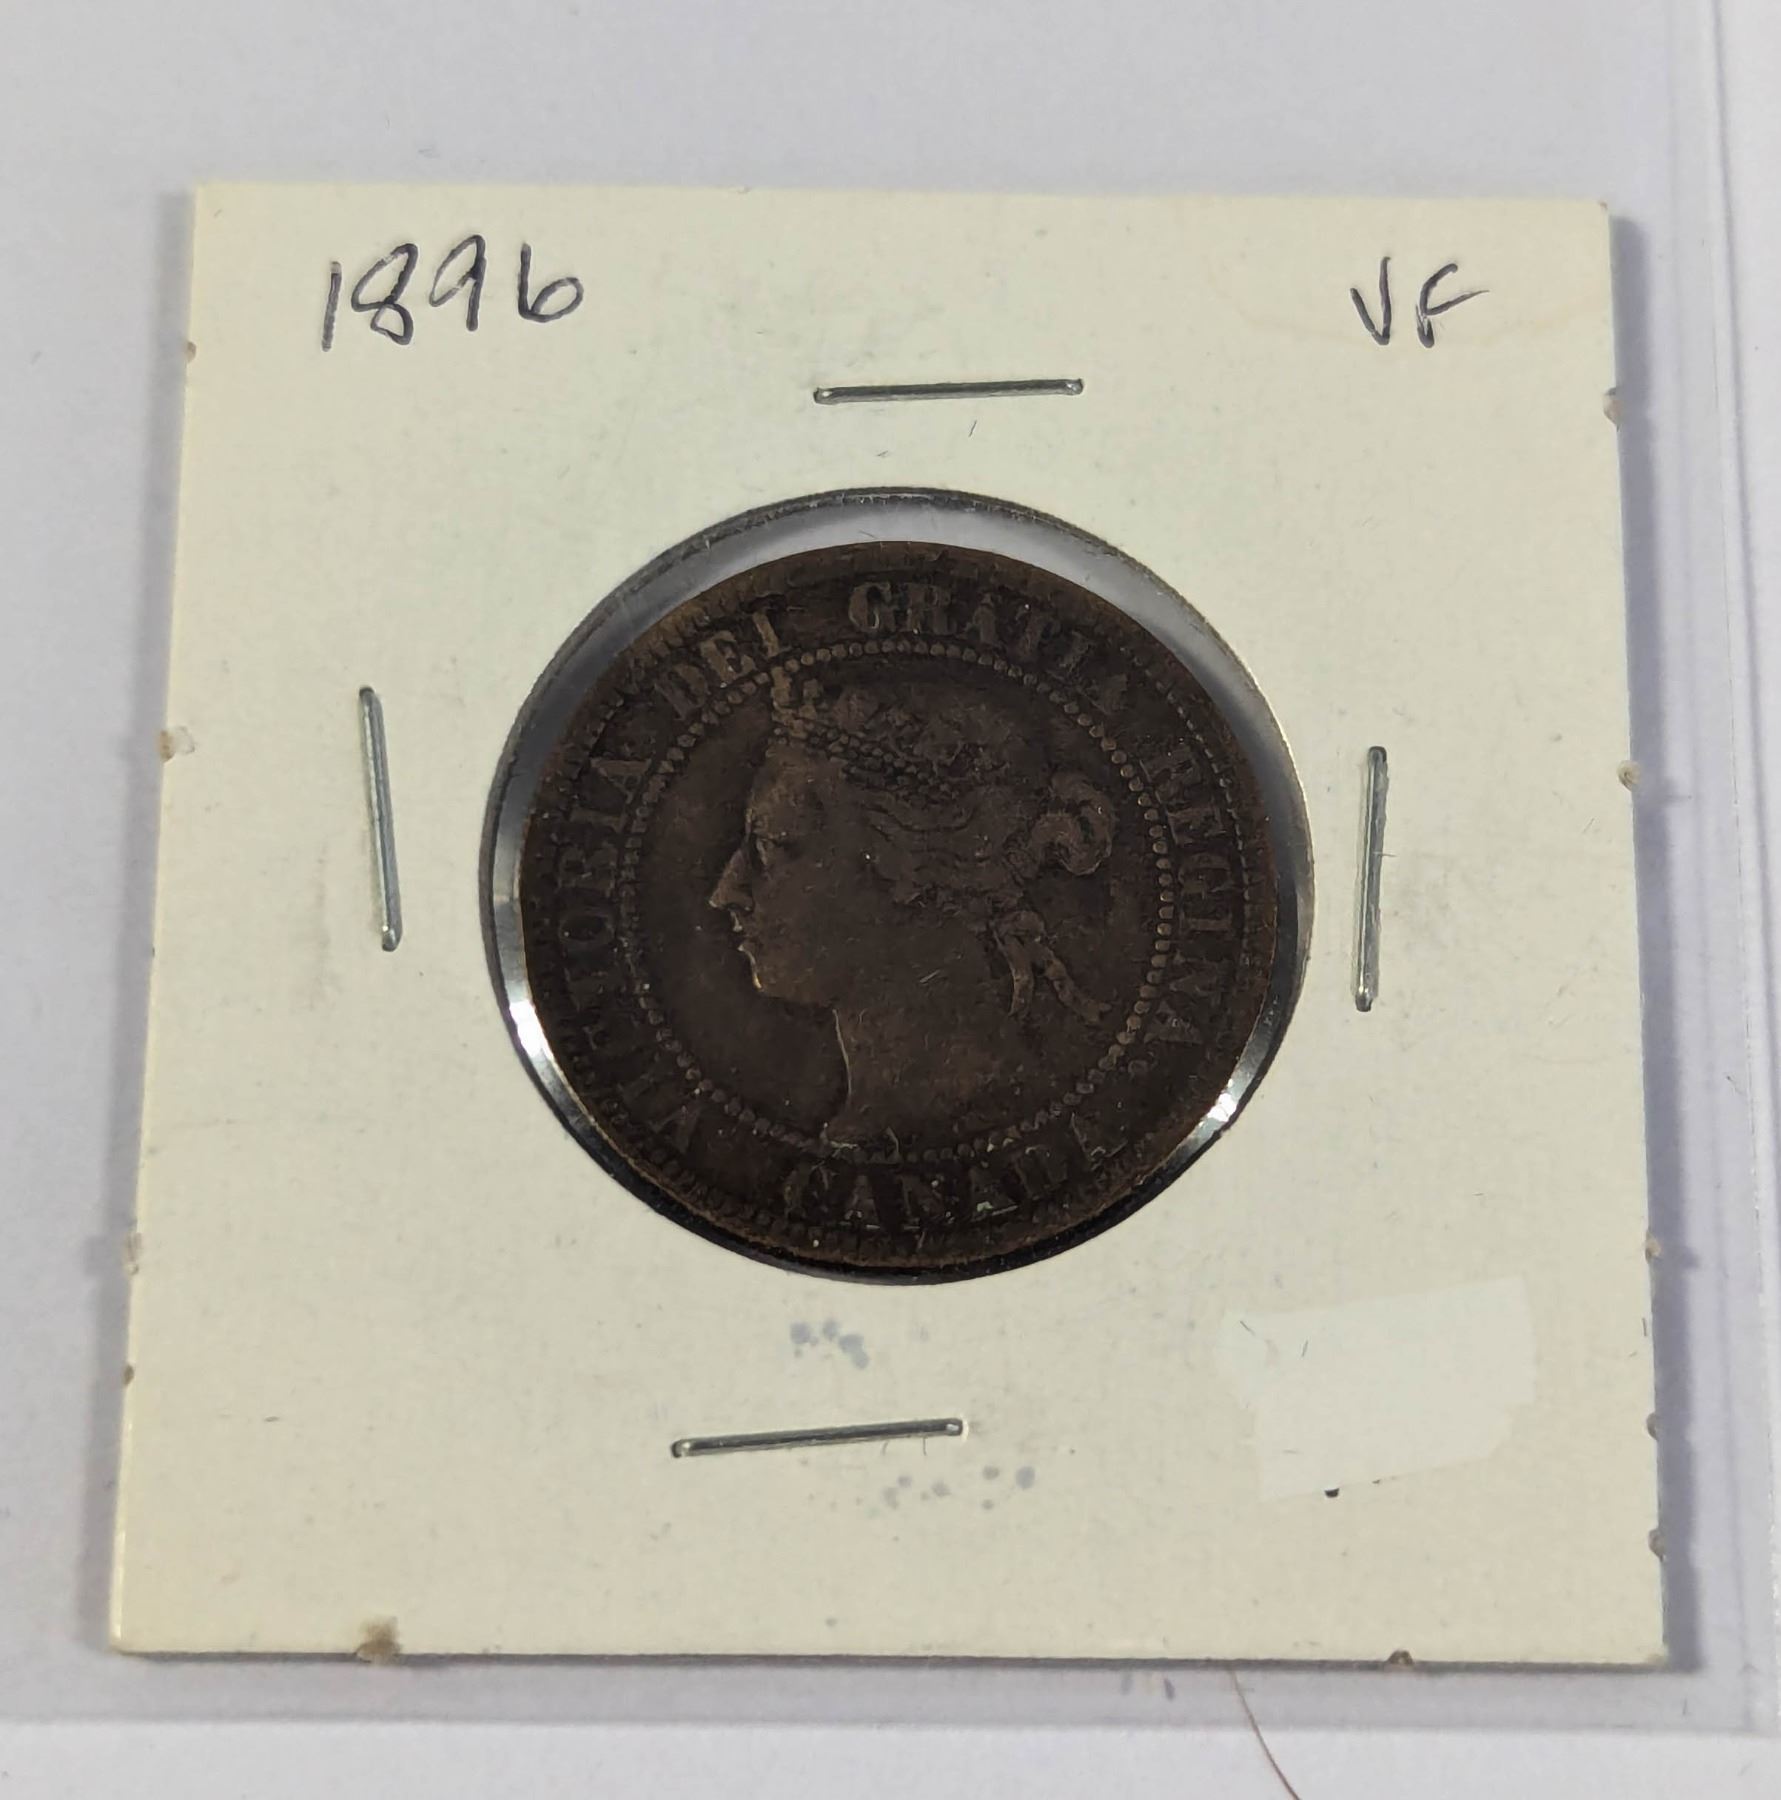 1896 VF
VICTORIA DEI GRATIA REGINA.
CANADA